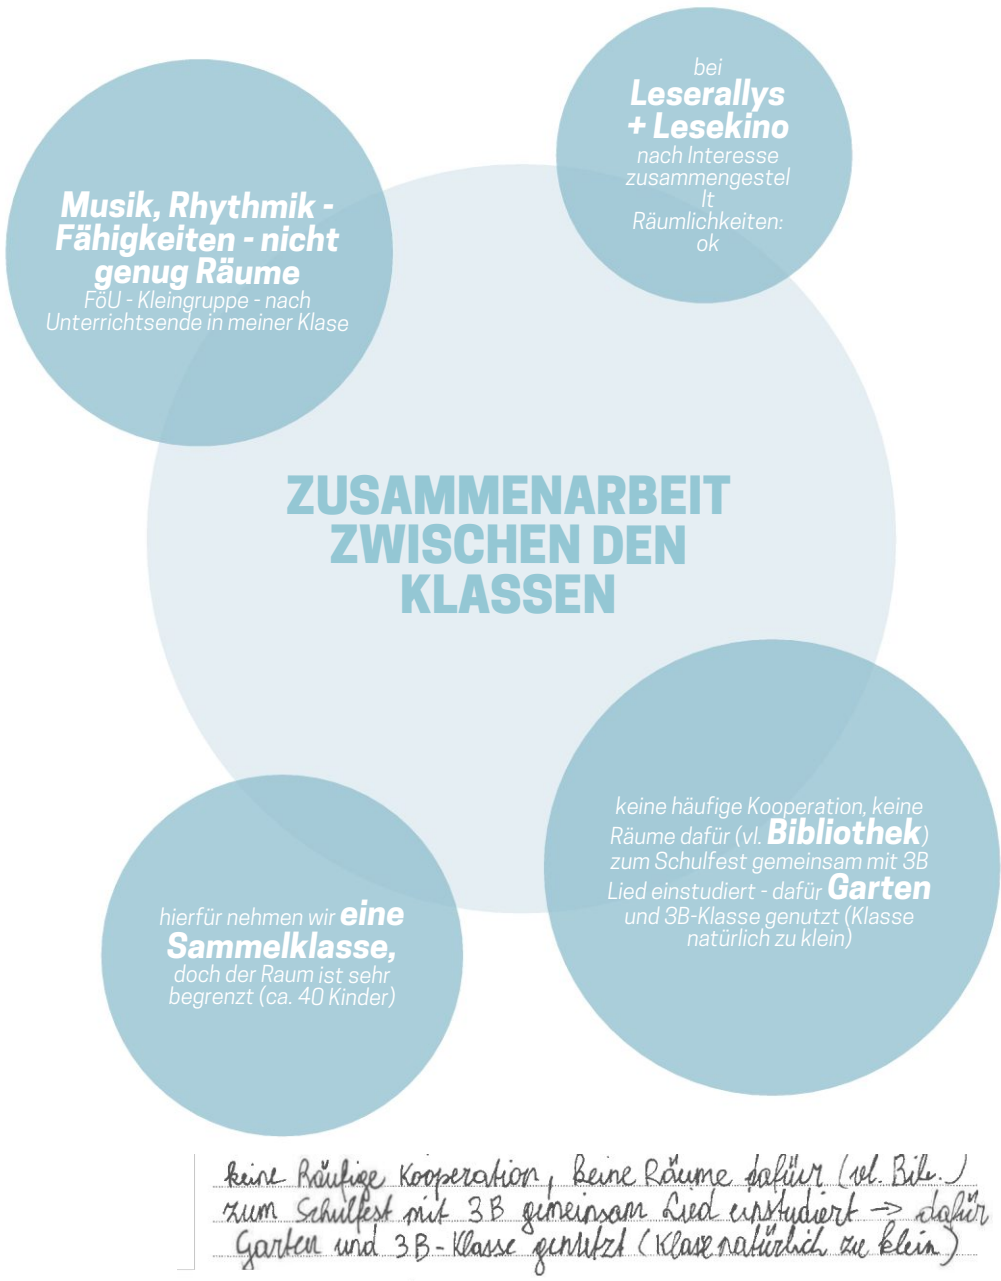 bei
Leserallys
+ Lesekino
nach Interesse
zusammengestel
lt
Räumlichkeiten:
ok
Musik, Rhythmik -
Fähigkeiten - nicht
genug Räume
FöU - Kleingruppe - nach
Unterrichtsende in meiner Klase
ZUSAMMENARBEIT
ZWISCHEN DEN
KLASSEN
keine häufige Kooperation, keine
Räume dafür (vl. Bibliothek)
zum Schulfest gemeinsam mit 3B
Lied einstudiert - dafür Garten
und 3B-Klasse genutzt (Klasse
natürlich zu klein)
hierfür nehmen wir eine
Sammelklasse,
doch der Raum ist sehr
begrenzt (ca. 40 Kinder)
keine häufige Kooperation, keine Räume dafür (vl. Bib.)
zum Schulfest mit 3B gemeinsam Lied einstudiert -> dafür
Garten und 3B-Klasse genützt (Klasse natürlich zu klein)